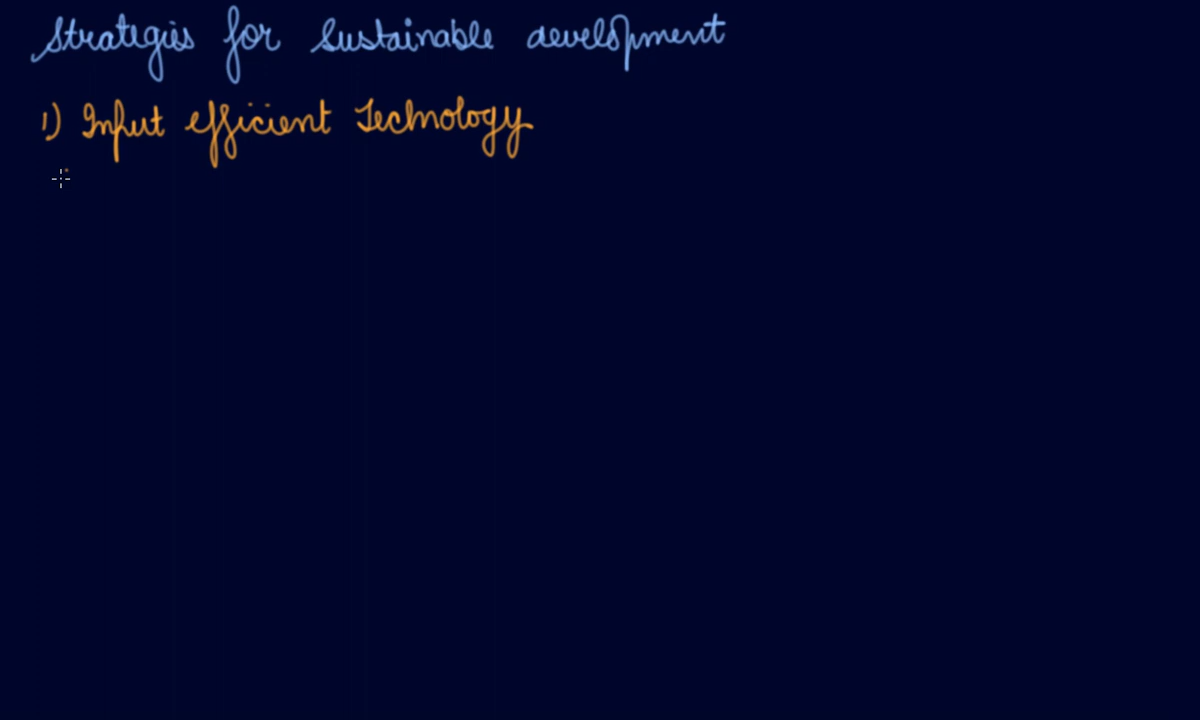 Strategies for Sustainable development
1) Input efficient Technology